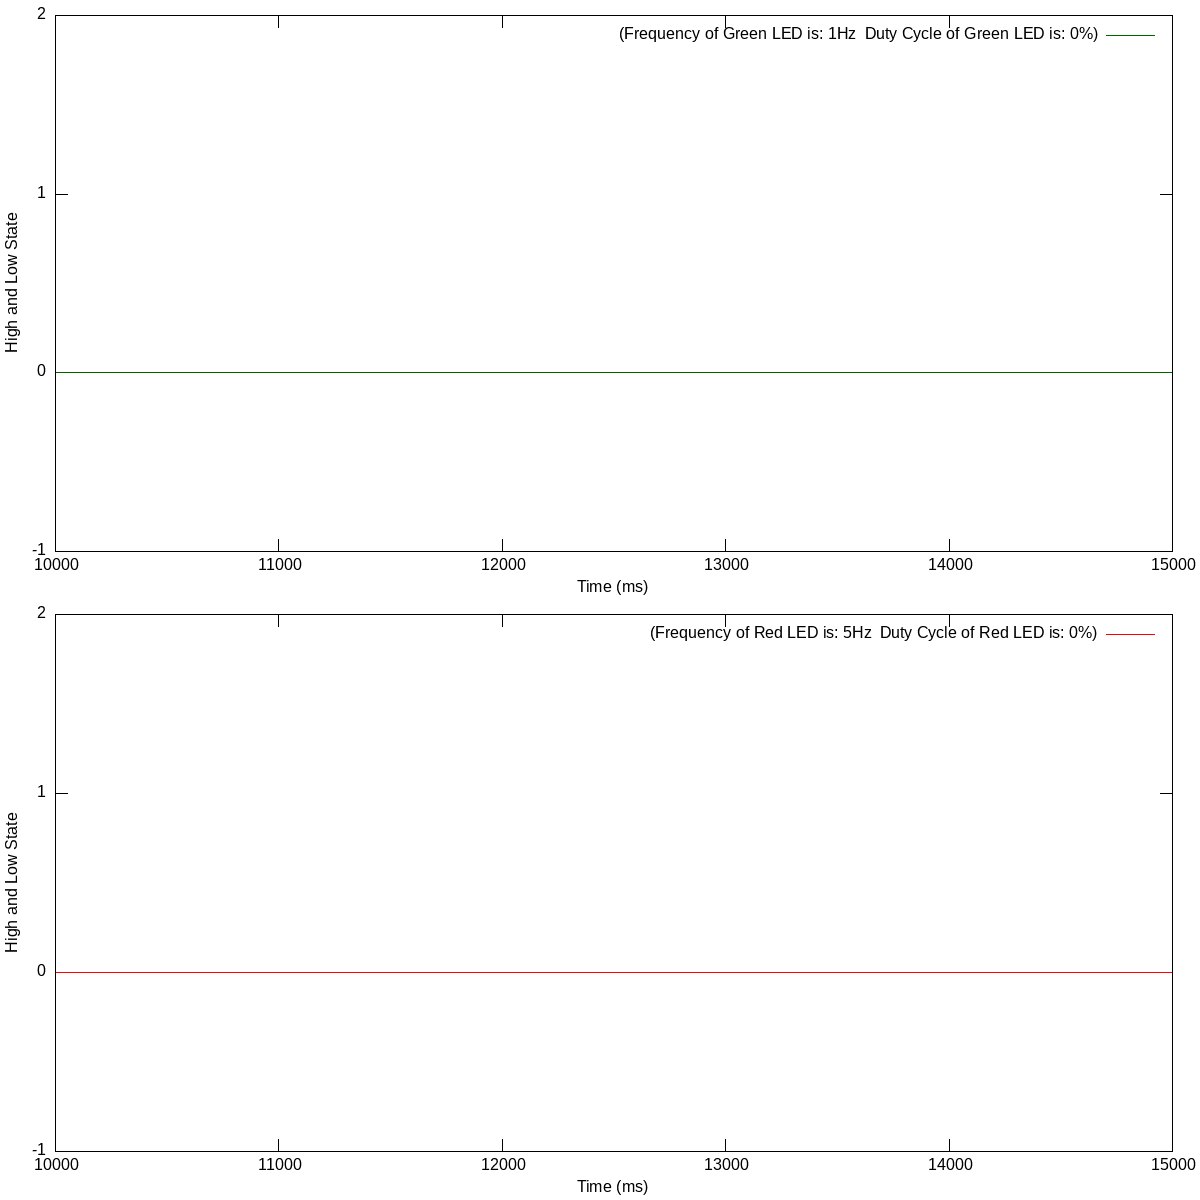 2
(Frequency of Green LED is: 1Hz  Duty Cycle of Green LED is: 0%)
1
High and Low State
0
-1
10000 11000 12000 13000 14000 15000
Time (ms)
2
(Frequency of Red LED is: 5Hz  Duty Cycle of Red LED is: 0%)
1
High and Low State
0
-1
10000 11000 12000 13000 14000 15000
Time (ms)